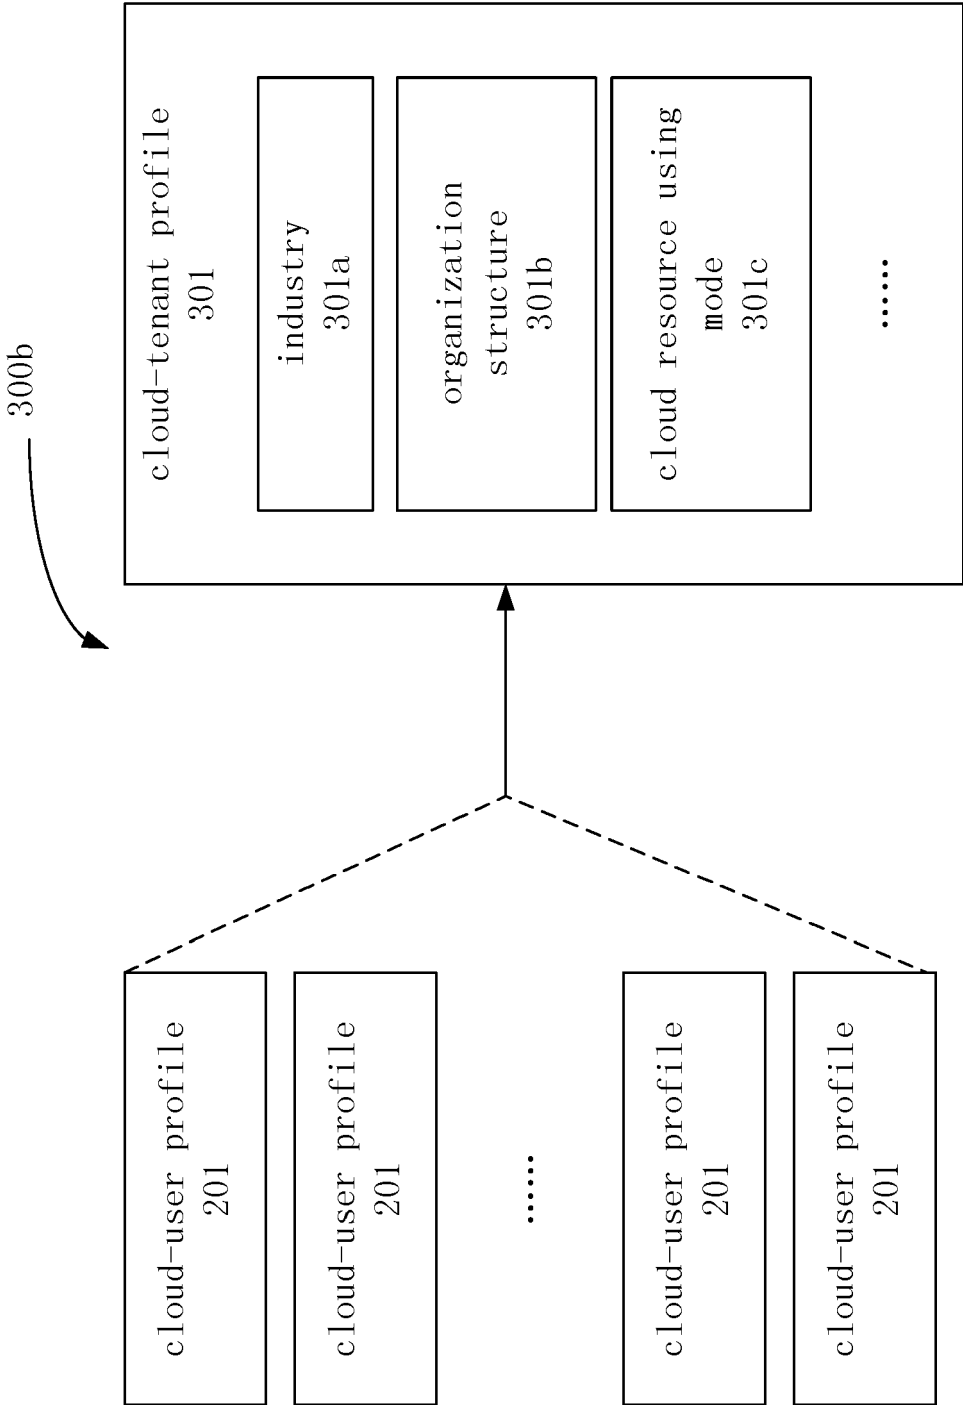 300b
cloud-tenant profile
301
industry
301a
organization
structure
301b
cloud resource using
mode
301c
......
cloud-user profile
201
cloud-user profile
201
......
cloud-user profile
201
cloud-user profile
201